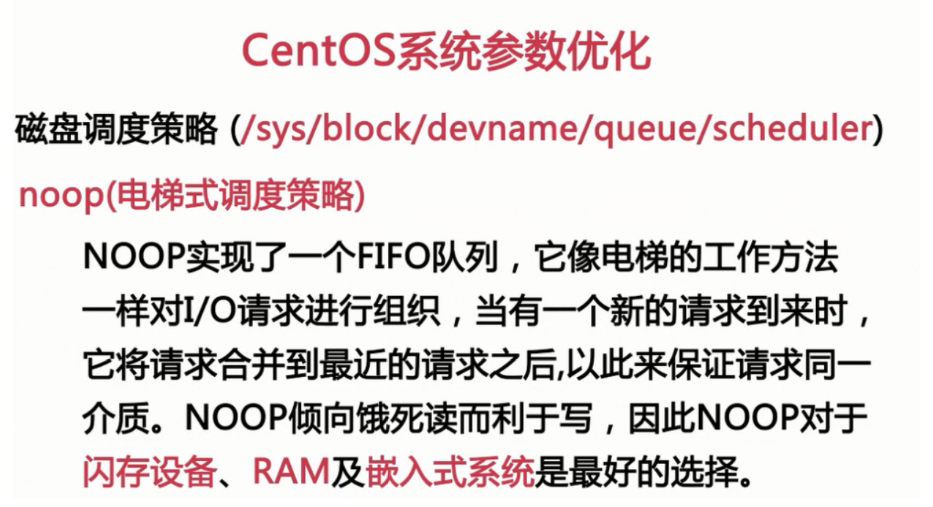 CentOS系统参数优化
磁盘调度策略 (/sys/block/devname/queue/scheduler)
noop(电梯式调度策略)
NOOP实现了一个FIFO队列，它像电梯的工作方法
一样对I/O请求进行组织，当有一个新的请求到来时，
它将请求合并到最近的请求之后,以此来保证请求同一
介质。NOOP倾向饿死读而利于写，因此NOOP对于
闪存设备、RAM及嵌入式系统是最好的选择。